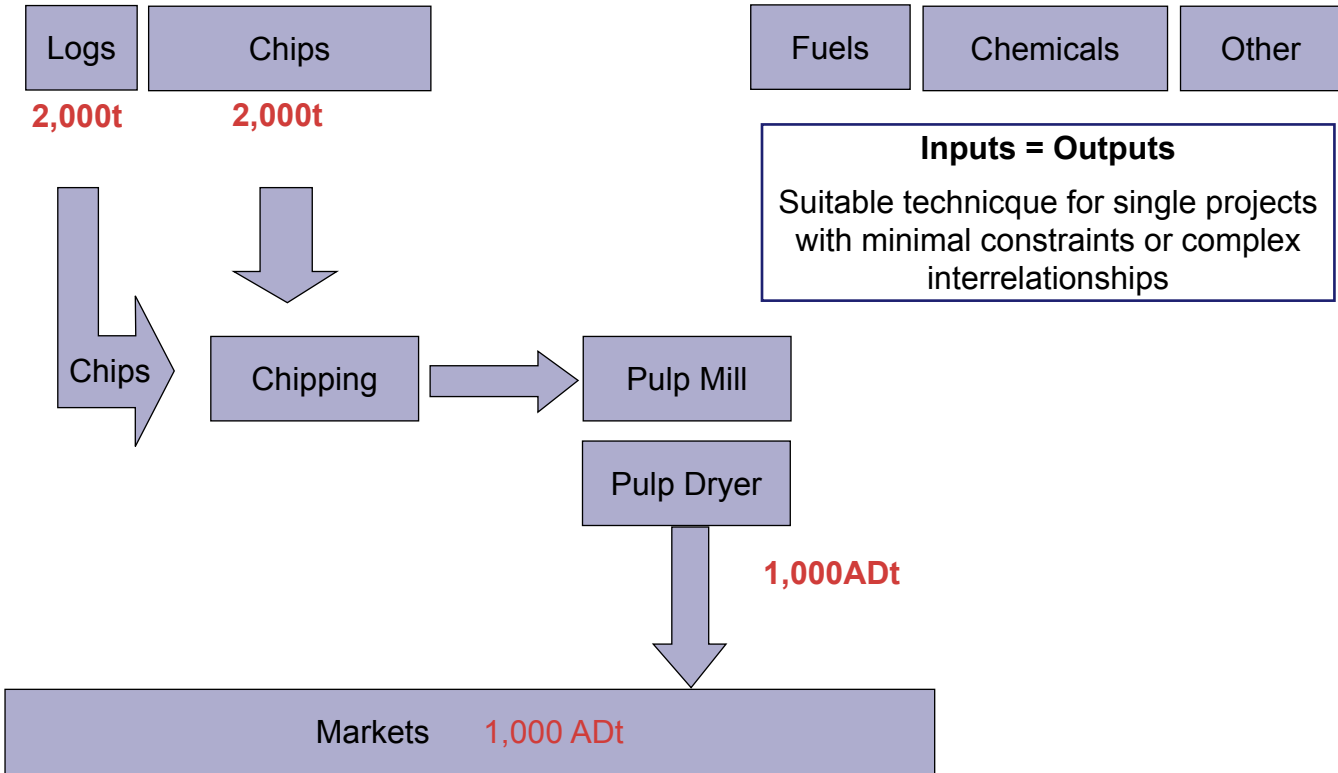 Logs
Chips
Fuels
Chemicals
Other
2,000t
2,000t
Inputs = Outputs
Suitable technicque for single projects
with minimal constraints or complex
interrelationships
Chips
Chipping
Pulp Mill
Pulp Dryer
1,000ADt
Markets 1,000 ADt